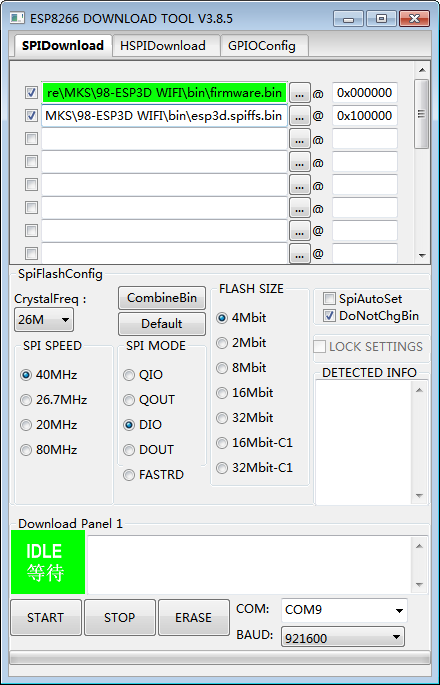 ESP8266 DOWNLOAD TOOL V3.8.5
SPIDownload HSPIDownload GPIOConfig
re\MKS\98-ESP3D WIFI\bin\firmware.bin ... @ 0x000000
MKS\98-ESP3D WIFI\bin\esp3d.spiffs.bin ... @ 0x100000
... @
... @
... @
... @
... @
... @
SpiFlashConfig
CrystalFreq :
26M
CombineBin
Default
SPI SPEED
40MHz
26.7MHz
20MHz
80MHz
SPI MODE
QIO
QOUT
DIO
DOUT
FASTRD
FLASH SIZE
4Mbit
2Mbit
8Mbit
16Mbit
32Mbit
16Mbit-C1
32Mbit-C1
SpiAutoSet
DoNotChgBin
LOCK SETTINGS
DETECTED INFO
Download Panel 1
IDLE
等待
START STOP ERASE
COM: COM9
BAUD: 921600